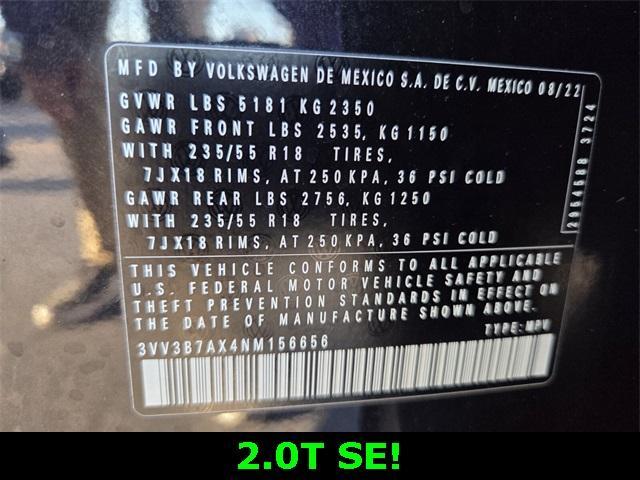 MFD BY VOLKSWAGEN DE MEXICO S.A. DE C.V. MEXICO 08/22
GVWR LBS 5181 KG 2350
GAWR FRONT LBS 2535, KG 1150
WITH 235/55 R18 TIRES,
7JX18 RIMS, AT 250 KPA, 36 PSI COLD
GAWR REAR LBS 2756, KG 1250
WITH 235/55 R18 TIRES,
7JX18 RIMS, AT 250 KPA, 36 PSI COLD
THIS VEHICLE CONFORMS TO ALL APPLICABLE
U.S. FEDERAL MOTOR VEHICLE SAFETY AND
THEFT PREVENTION STANDARDS IN EFFECT ON
THE DATE OF MANUFACTURE SHOWN ABOVE.
TYPE: MPV
3VV3B7AX4NM156656
2954588 3724
2.0T SE!